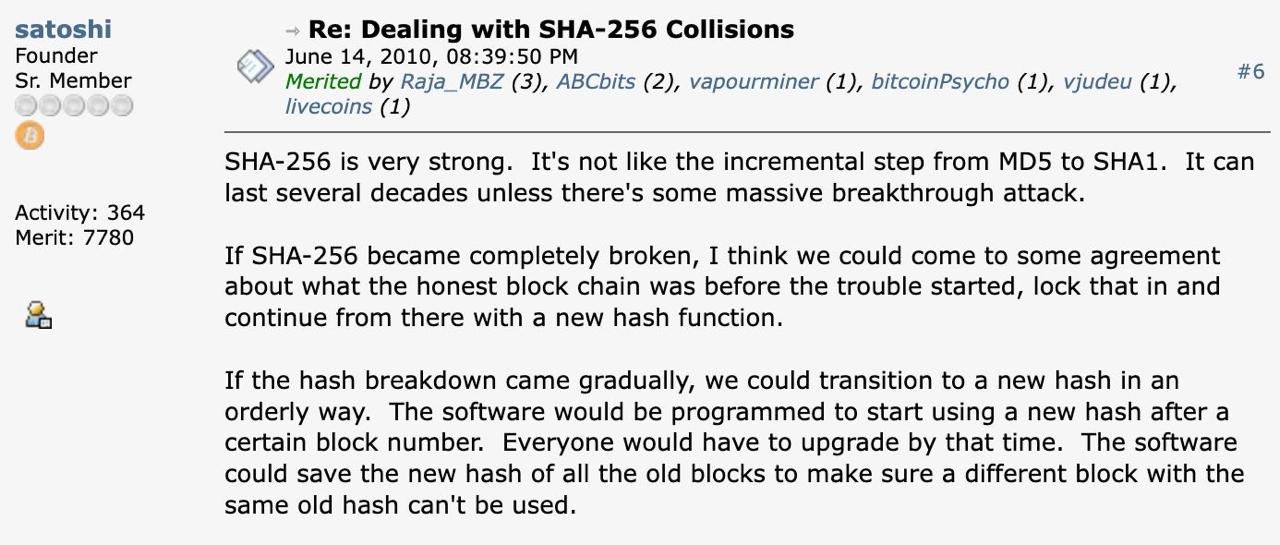 satoshi
Founder
Sr. Member
Activity: 364
Merit: 7780
Re: Dealing with SHA-256 Collisions
June 14, 2010, 08:39:50 PM
Merited by Raja_MBZ (3), ABCbits (2), vapourminer (1), bitcoinPsycho (1), vjudeu (1),
livecoins (1)
#6
SHA-256 is very strong.  It's not like the incremental step from MD5 to SHA1.  It can
last several decades unless there's some massive breakthrough attack.
If SHA-256 became completely broken, I think we could come to some agreement
about what the honest block chain was before the trouble started, lock that in and
continue from there with a new hash function.
If the hash breakdown came gradually, we could transition to a new hash in an
orderly way.  The software would be programmed to start using a new hash after a
certain block number.  Everyone would have to upgrade by that time.  The software
could save the new hash of all the old blocks to make sure a different block with the
same old hash can't be used.